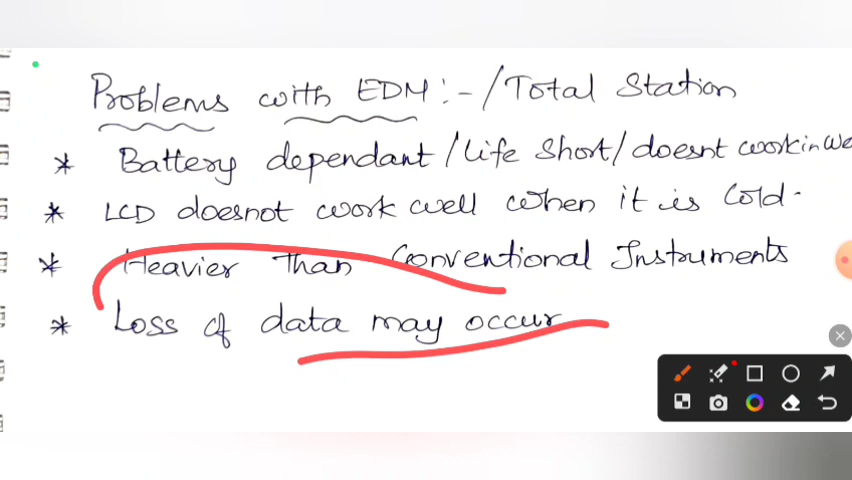 Problems with EDM :- / Total Station
* Battery dependant / Life Short / doesnt work in We
* LCD doesnot work well when it is Cold.
* Heavier Than Conventional Instruments
* Loss of data may occur